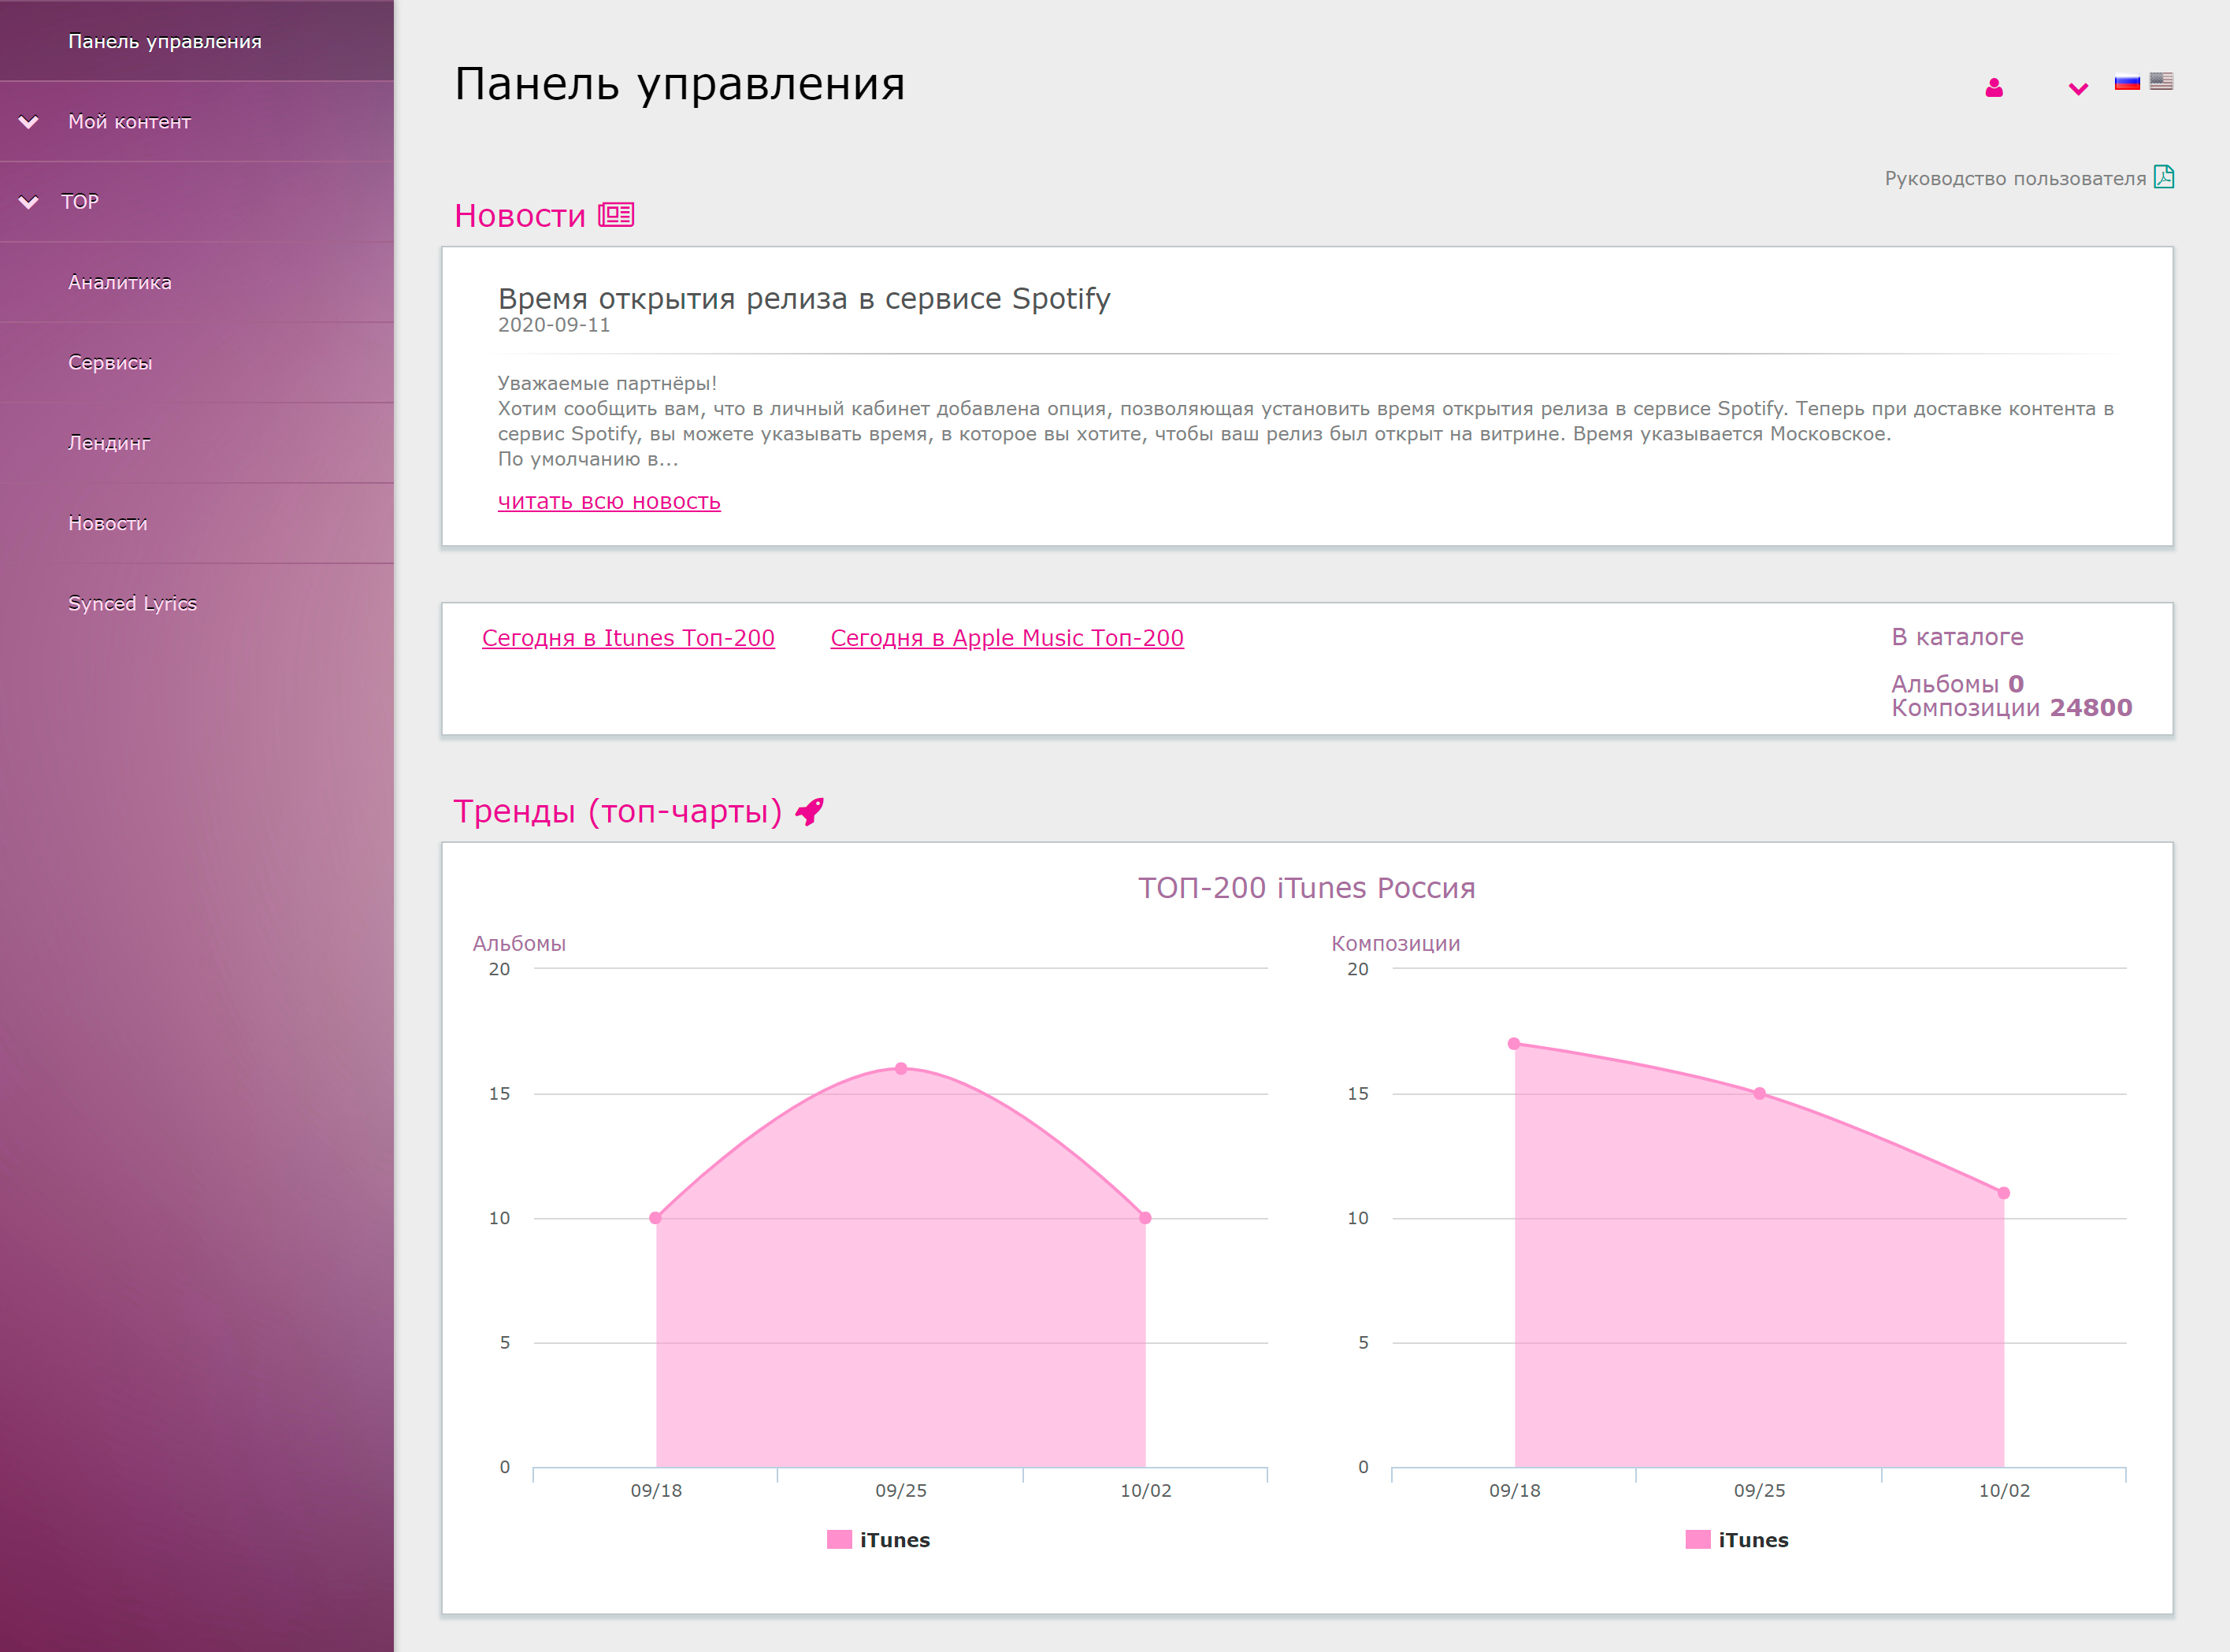 Панель управления
Мой контент
TOP
Аналитика
Сервисы
Лендинг
Новости
Synced Lyrics
Панель управления
Руководство пользователя
Новости
Время открытия релиза в сервисе Spotify
2020-09-11
Уважаемые партнёры!
Хотим сообщить вам, что в личный кабинет добавлена опция, позволяющая установить время открытия релиза в сервисе Spotify. Теперь при доставке контента в
сервис Spotify, вы можете указывать время, в которое вы хотите, чтобы ваш релиз был открыт на витрине. Время указывается Московское.
По умолчанию в...
читать всю новость
Сегодня в Itunes Топ-200
Сегодня в Apple Music Топ-200
В каталоге
Альбомы 0
Композиции 24800
Тренды (топ-чарты)
ТОП-200 iTunes Россия
Альбомы
20
15
10
5
0
09/18 09/25 10/02
iTunes
Композиции
20
15
10
5
0
09/18 09/25 10/02
iTunes